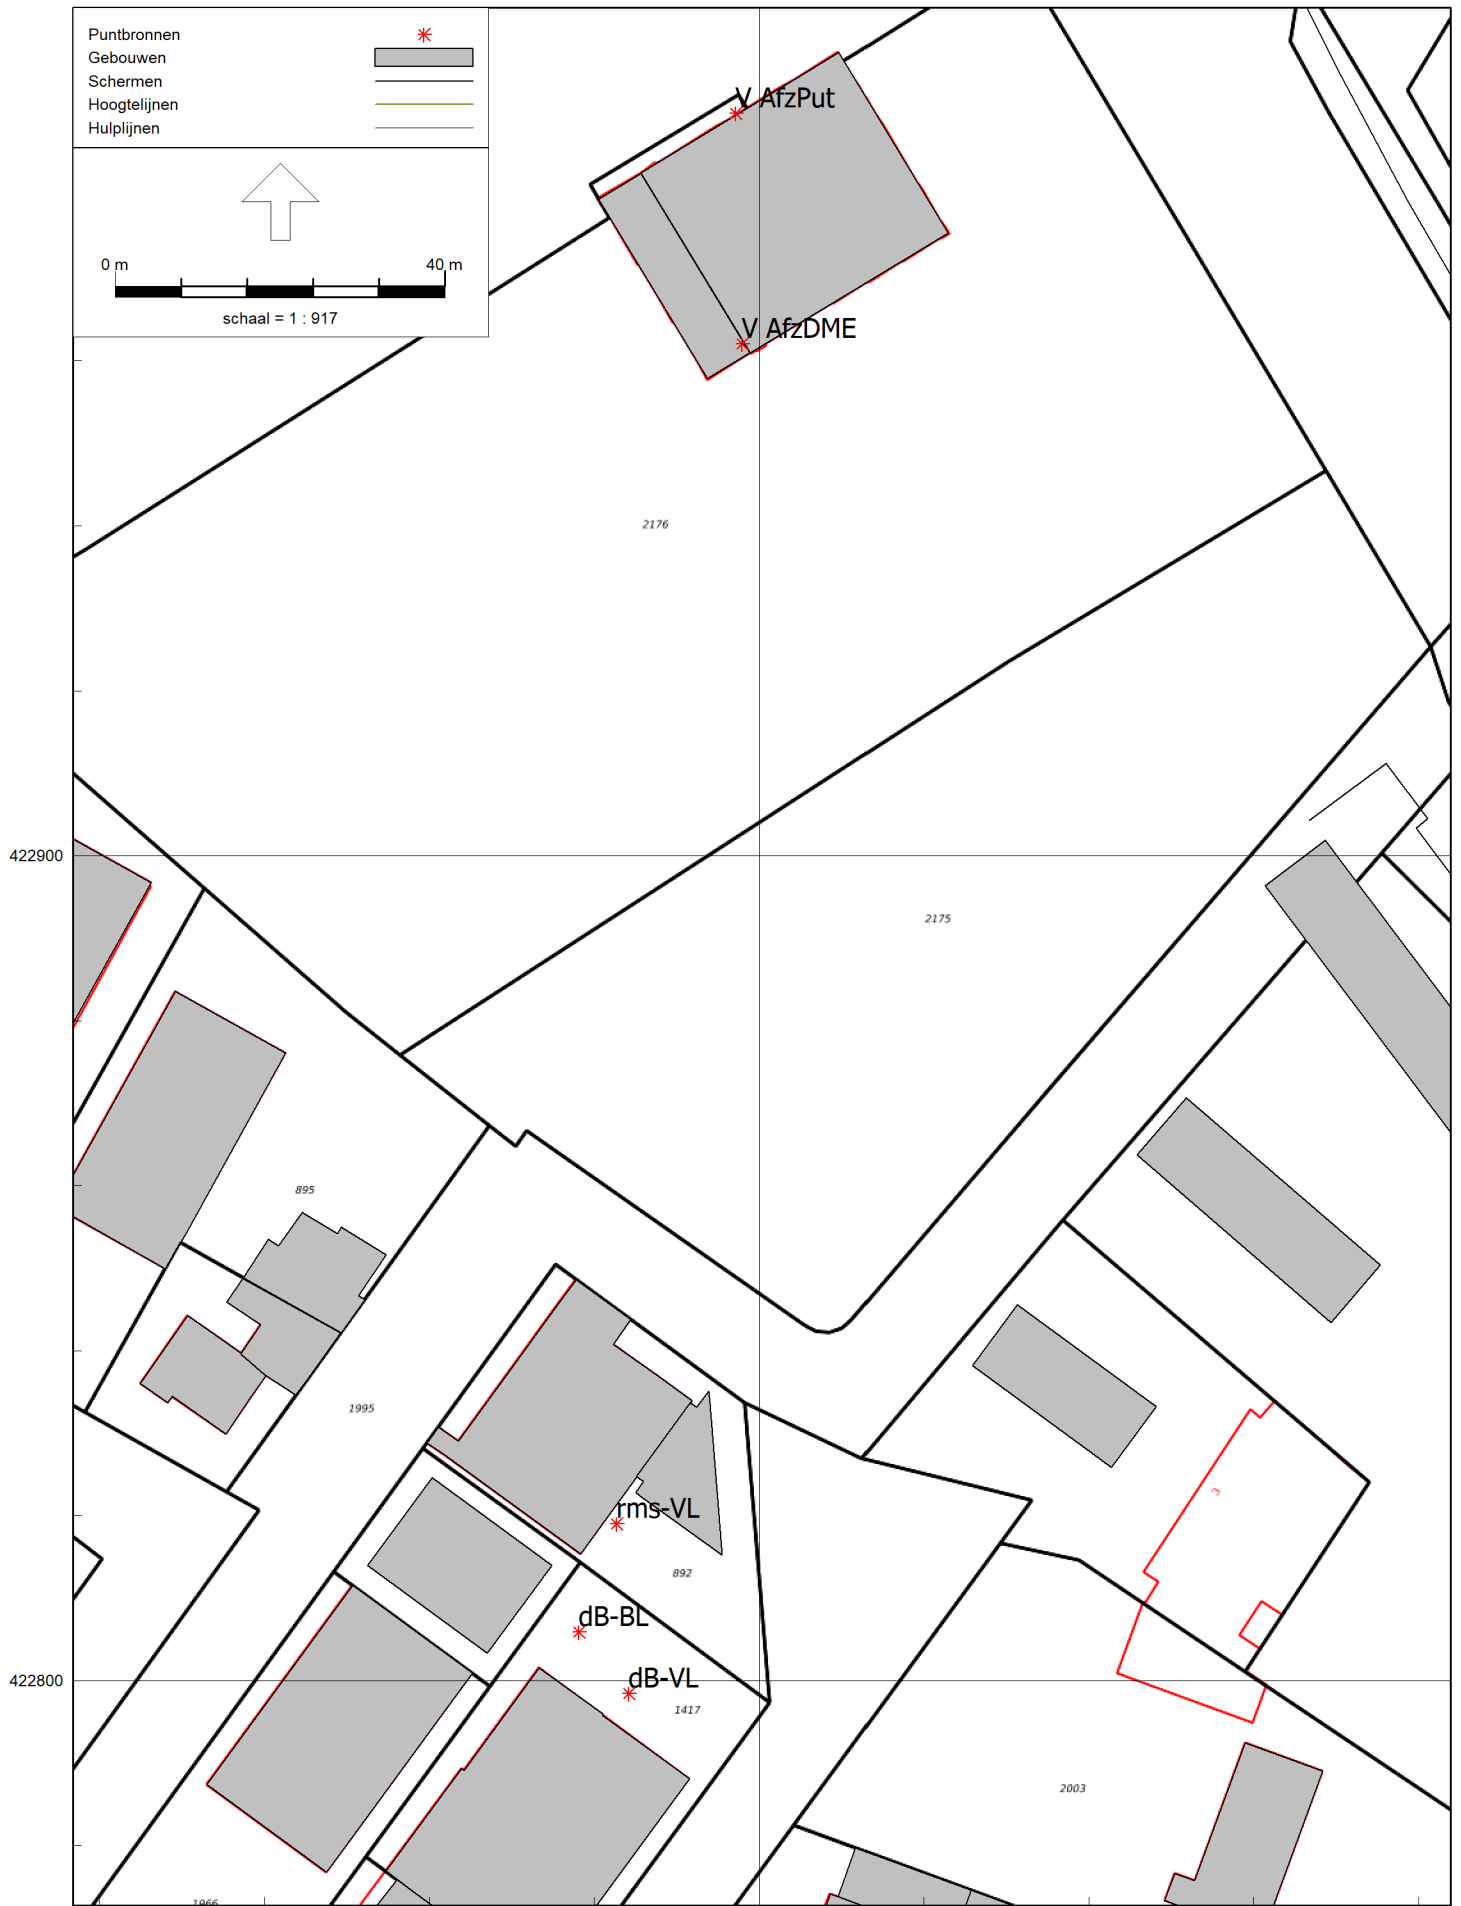 Puntbronnen
Gebouwen
Schermen
Hoogtelijnen
Hulplijnen
0 m 40 m
schaal = 1 : 917
V AfzPut
V AfzDME
2176
422900
2175
895
1995
3
rms-VL
892
dB-BL
dB-VL
422800
1417
2003
1966